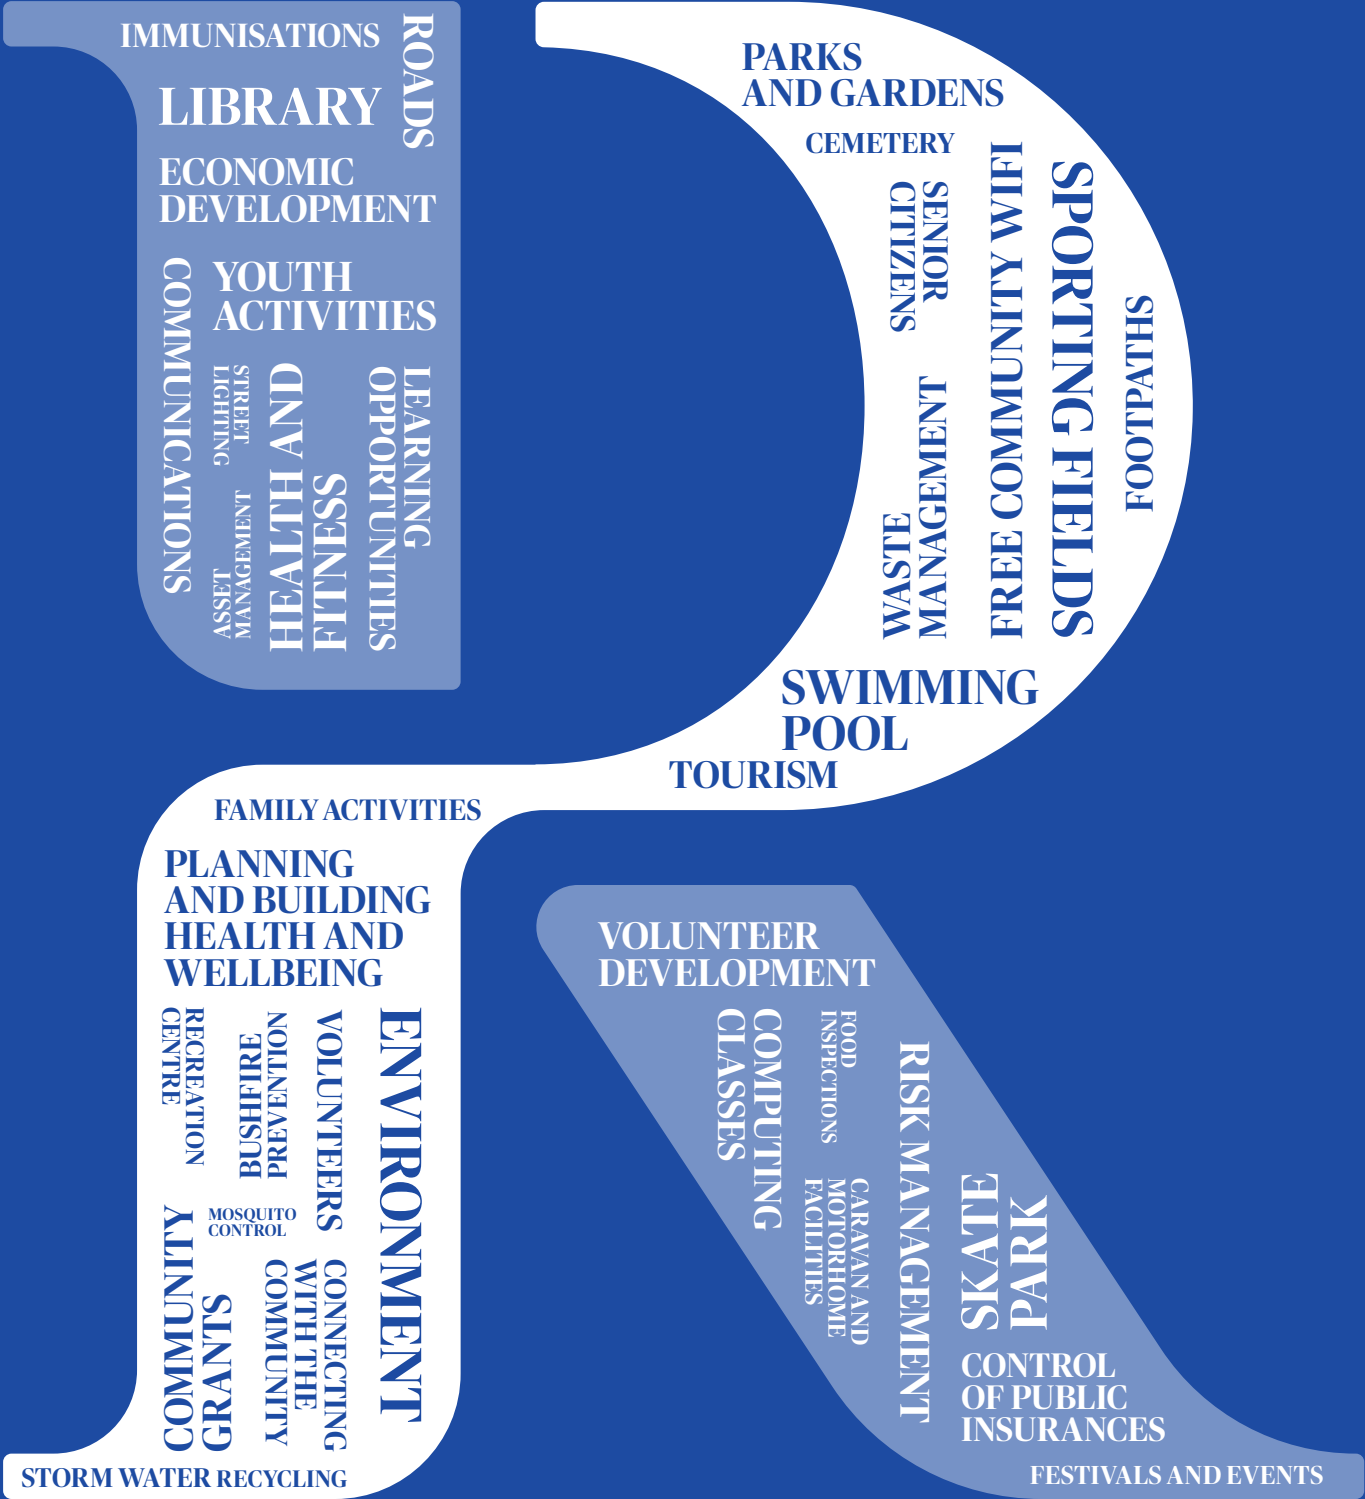 IMMUNISATIONS
ROADS
LIBRARY
ECONOMIC
DEVELOPMENT
COMMUNICATIONS
YOUTH
ACTIVITIES
STREET
LIGHTING
ASSET
MANAGEMENT
HEALTH AND
FITNESS
LEARNING
OPPORTUNITIES
PARKS
AND GARDENS
CEMETERY
SENIOR
CITIZENS
FREE COMMUNITY WIFI
SPORTING FIELDS
FOOTPATHS
WASTE
MANAGEMENT
SWIMMING
POOL
TOURISM
FAMILY ACTIVITIES
PLANNING
AND BUILDING
HEALTH AND
WELLBEING
RECREATION
CENTRE
BUSHFIRE
PREVENTION
VOLUNTEERS
ENVIRONMENT
MOSQUITO
CONTROL
COMMUNITY
GRANTS
CONNECTING
WITH THE
COMMUNITY
STORM WATER RECYCLING
VOLUNTEER
DEVELOPMENT
COMPUTING
CLASSES
FOOD
INSPECTIONS
CARAVAN AND
MOTORHOME
FACILITIES
RISK MANAGEMENT
SKATE
PARK
CONTROL
OF PUBLIC
INSURANCES
FESTIVALS AND EVENTS